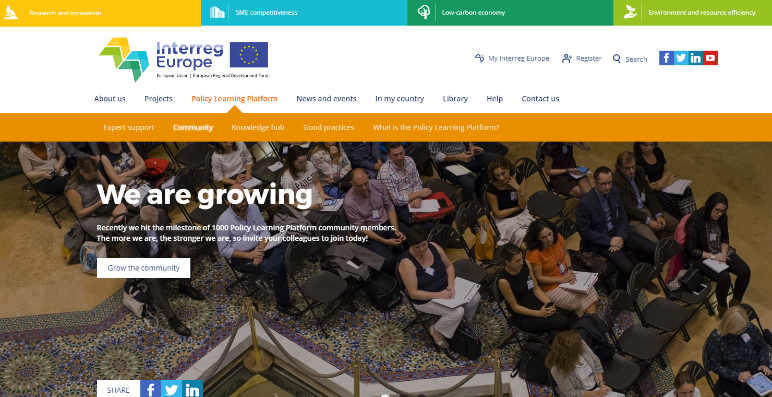 Research and innovation
SME competitiveness
Low-carbon economy
Environment and resource efficiency
Interreg
Europe
European Union | European Regional Development Fund
My Interreg Europe
Register
Search
About us
Projects
Policy Learning Platform
News and events
In my country
Library
Help
Contact us
Expert support
Community
Knowledge hub
Good practices
What is the Policy Learning Platform?
We are growing
Recently we hit the milestone of 1000 Policy Learning Platform community members.
The more we are, the stronger we are, so invite your colleagues to join today!
Grow the community
SHARE